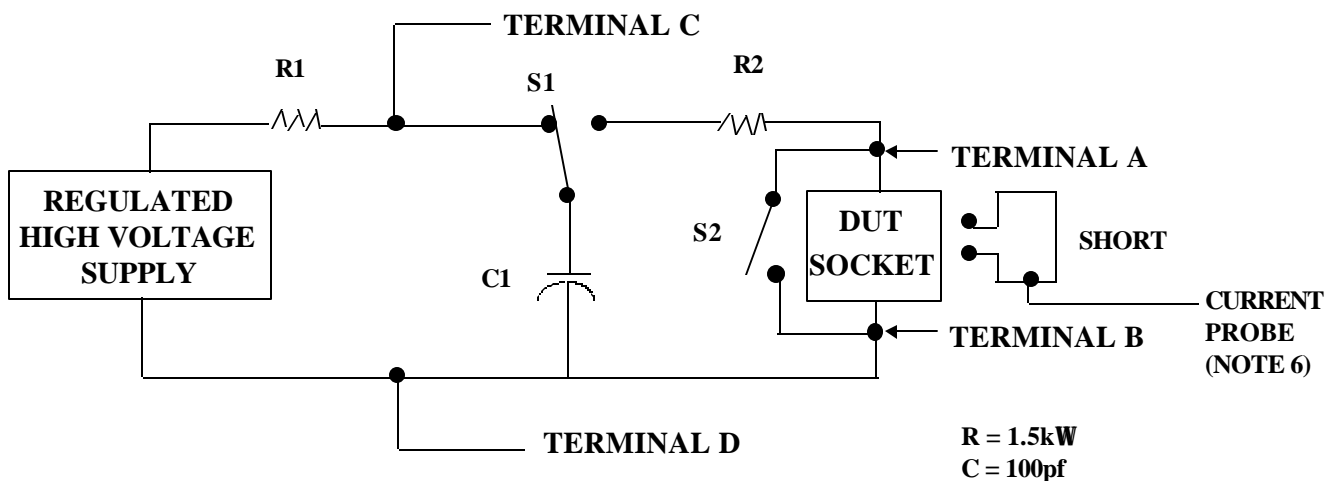 TERMINAL C
R1
S1
R2
TERMINAL A
REGULATED
HIGH VOLTAGE
SUPPLY
S2
DUT
SOCKET
SHORT
C1
CURRENT
PROBE
(NOTE 6)
TERMINAL B
TERMINAL D
R = 1.5kW
C = 100pf